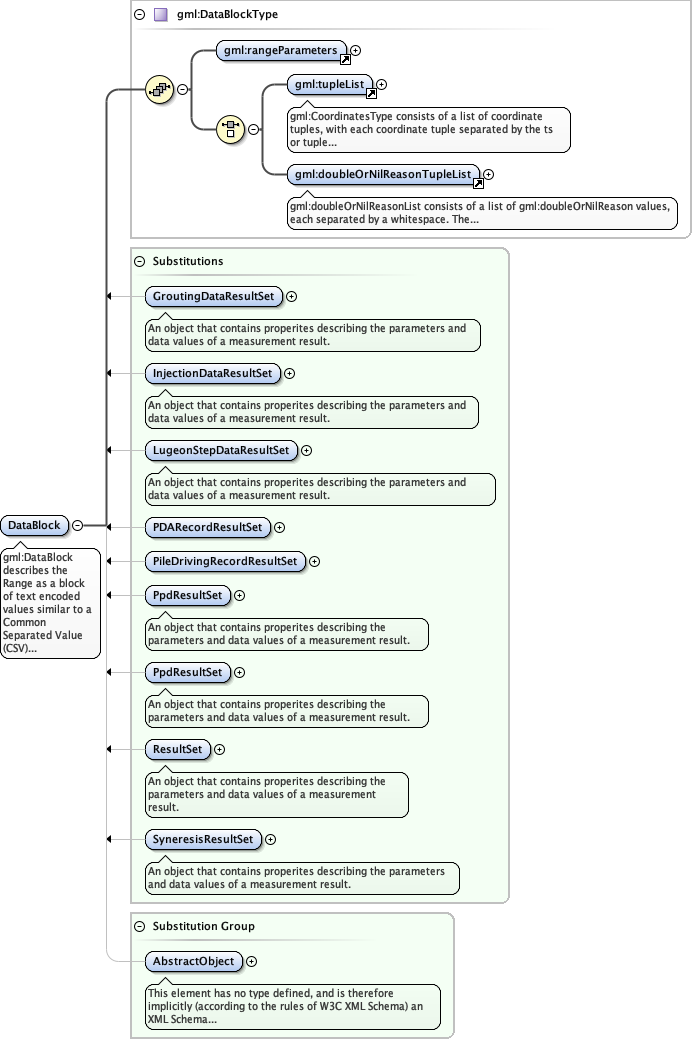 gml:DataBlockType
gml:rangeParameters
gml:tupleList
gml:CoordinatesType consists of a list of coordinate
tuples, with each coordinate tuple separated by the ts
or tuple...
gml:doubleOrNilReasonTupleList
gml:doubleOrNilReasonList consists of a list of gml:doubleOrNilReason values,
each separated by a whitespace. The...
Substitutions
GroutingDataResultSet
An object that contains properites describing the parameters and
data values of a measurement result.
InjectionDataResultSet
An object that contains properites describing the parameters and
data values of a measurement result.
LugeonStepDataResultSet
An object that contains properites describing the parameters and
data values of a measurement result.
DataBlock
gml:DataBlock
describes the
Range as a block
of text encoded
values similar to a
Common
Separated Value
(CSV)...
PDARecordResultSet
PileDrivingRecordResultSet
PpdResultSet
An object that contains properites describing the
parameters and data values of a measurement result.
PpdResultSet
An object that contains properites describing the
parameters and data values of a measurement result.
ResultSet
An object that contains properites describing the
parameters and data values of a measurement
result.
SyneresisResultSet
An object that contains properites describing the parameters
and data values of a measurement result.
Substitution Group
AbstractObject
This element has no type defined, and is therefore
implicitly (according to the rules of W3C XML Schema) an
XML Schema...